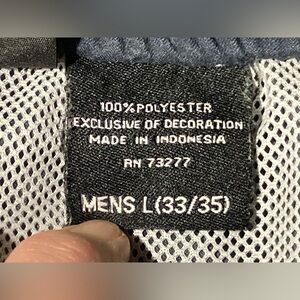 100% POLYESTER
EXCLUSIVE OF DECORATION
MADE IN INDONESIA
RN 73277
MENS L(33/35)